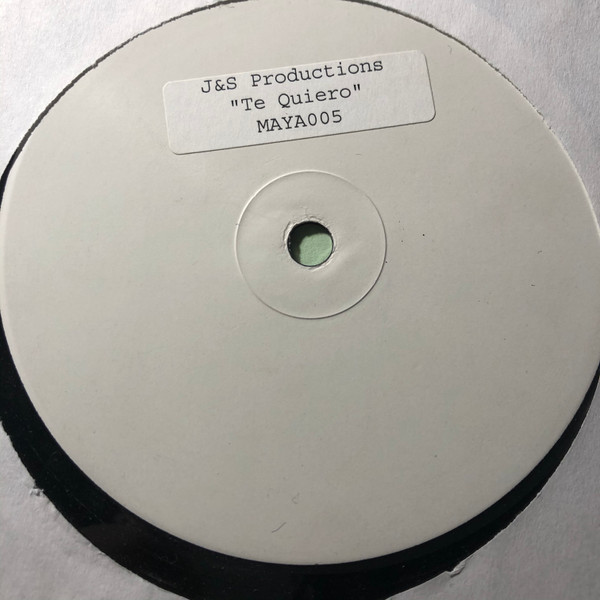 J&S Productions
"Te Quiero"
MAYA005